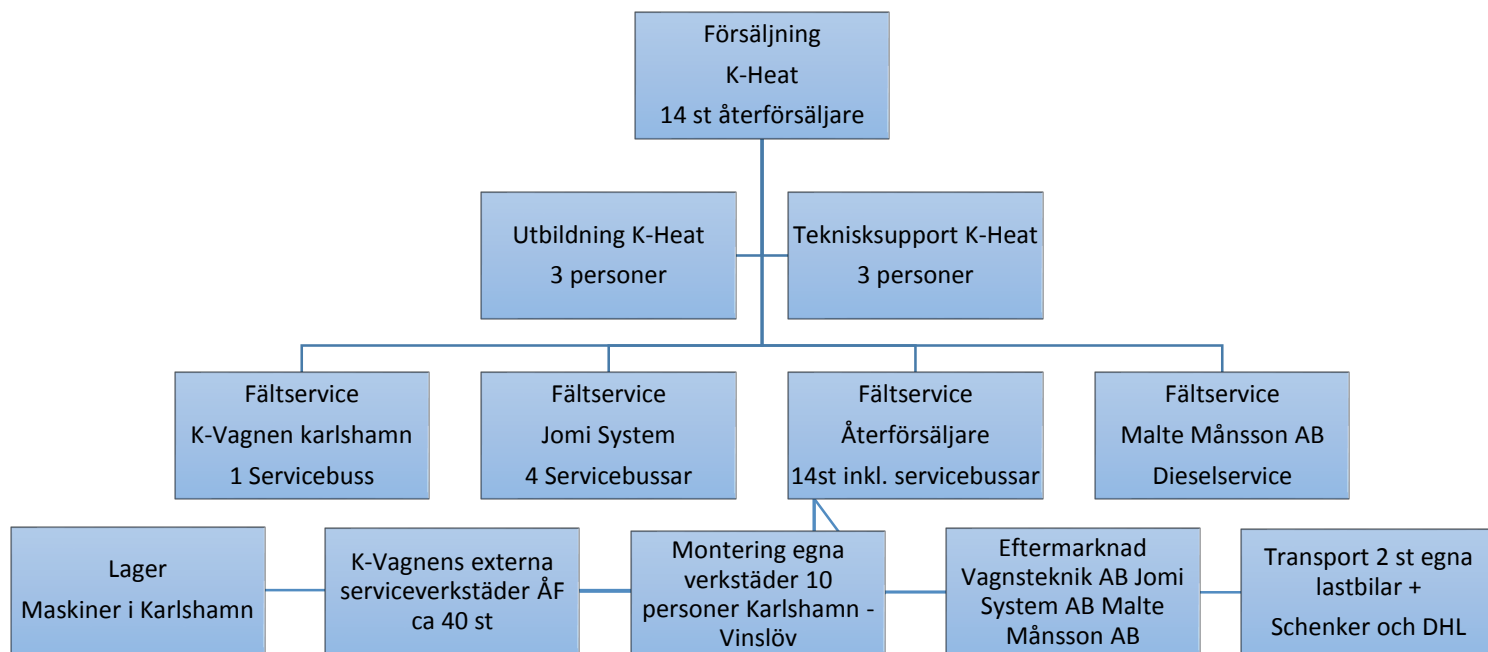 Försäljning
K-Heat
14 st återförsäljare
Utbildning K-Heat
3 personer
Teknisksupport K-Heat
3 personer
Fältservice
K-Vagnen karlshamn
1 Servicebuss
Fältservice
Jomi System
4 Servicebussar
Fältservice
Återförsäljare
14st inkl. servicebussar
Fältservice
Malte Månsson AB
Dieselservice
Lager
Maskiner i Karlshamn
K-Vagnens externa
serviceverkstäder ÅF
ca 40 st
Montering egna
verkstäder 10
personer Karlshamn -
Vinslöv
Eftermarknad
Vagnsteknik AB Jomi
System AB Malte
Månsson AB
Transport 2 st egna
lastbilar +
Schenker och DHL